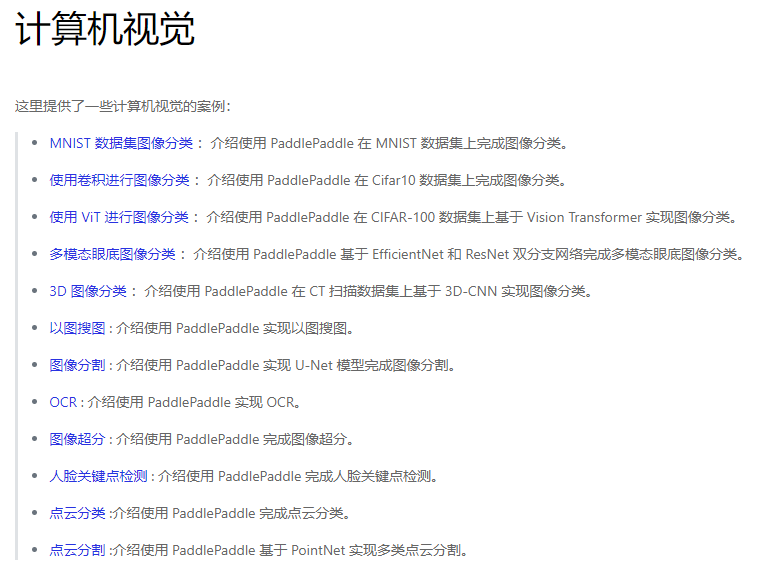 计算机视觉
这里提供了一些计算机视觉的案例：
MNIST 数据集图像分类 ： 介绍使用 PaddlePaddle 在 MNIST 数据集上完成图像分类。
使用卷积进行图像分类 ： 介绍使用 PaddlePaddle 在 Cifar10 数据集上完成图像分类。
使用 ViT 进行图像分类 ： 介绍使用 PaddlePaddle 在 CIFAR-100 数据集上基于 Vision Transformer 实现图像分类。
多模态眼底图像分类 ： 介绍使用 PaddlePaddle 基于 EfficientNet 和 ResNet 双分支网络完成多模态眼底图像分类。
3D 图像分类 ： 介绍使用 PaddlePaddle 在 CT 扫描数据集上基于 3D-CNN 实现图像分类。
以图搜图 : 介绍使用 PaddlePaddle 实现以图搜图。
图像分割 : 介绍使用 PaddlePaddle 实现 U-Net 模型完成图像分割。
OCR : 介绍使用 PaddlePaddle 实现 OCR。
图像超分 : 介绍使用 PaddlePaddle 完成图像超分。
人脸关键点检测 : 介绍使用 PaddlePaddle 完成人脸关键点检测。
点云分类 :介绍使用 PaddlePaddle 完成点云分类。
点云分割 :介绍使用 PaddlePaddle 基于 PointNet 实现多类点云分割。